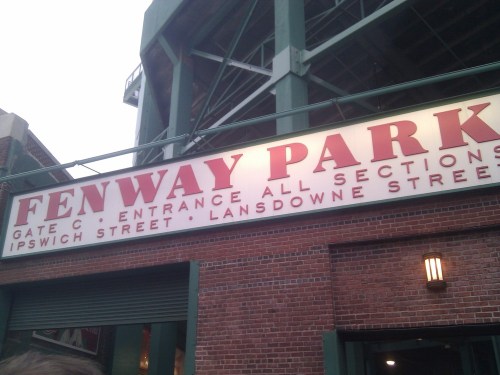 FENWAY PARK
GATE C · ENTRANCE ALL SECTIONS
IPSWICH STREET · LANSDOWNE STREET